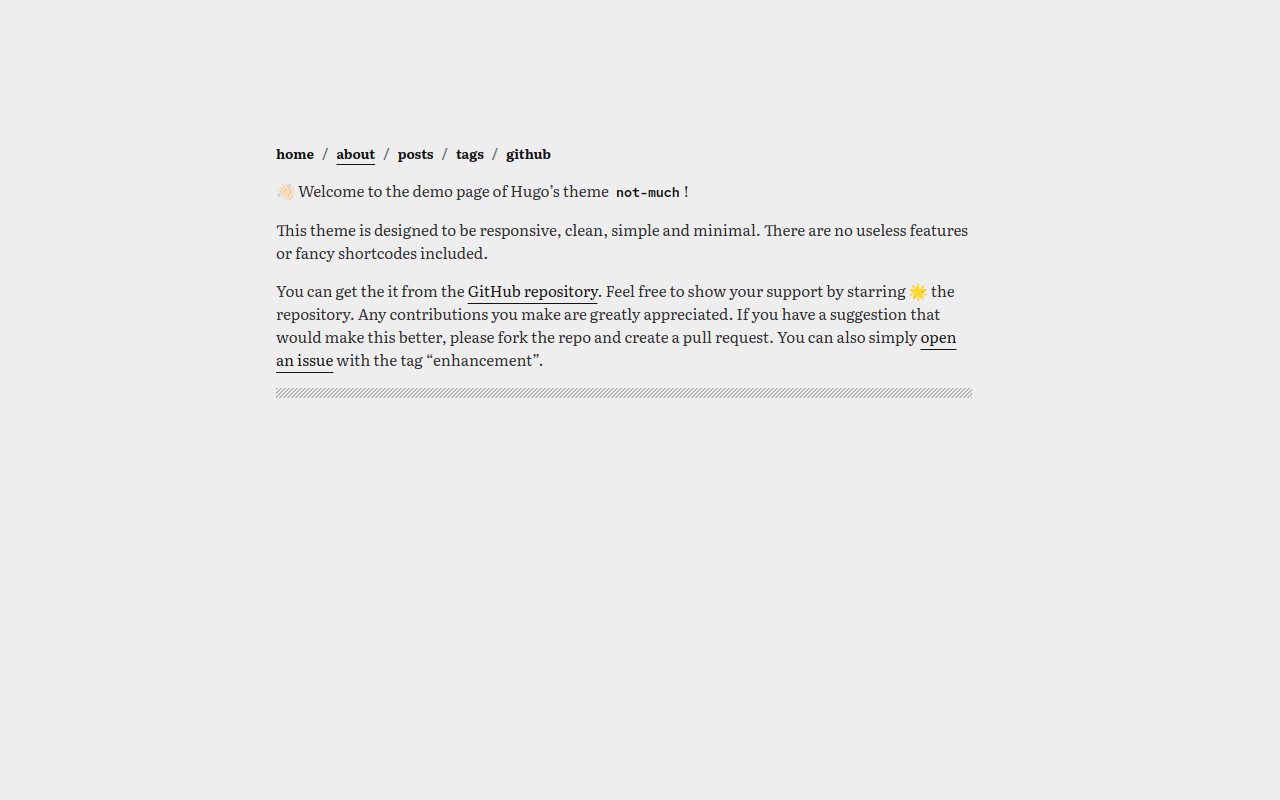 home / about / posts / tags / github
👋🏻 Welcome to the demo page of Hugo’s theme not-much !
This theme is designed to be responsive, clean, simple and minimal. There are no useless features
or fancy shortcodes included.
You can get the it from the GitHub repository. Feel free to show your support by starring 🌟 the
repository. Any contributions you make are greatly appreciated. If you have a suggestion that
would make this better, please fork the repo and create a pull request. You can also simply open
an issue with the tag “enhancement”.